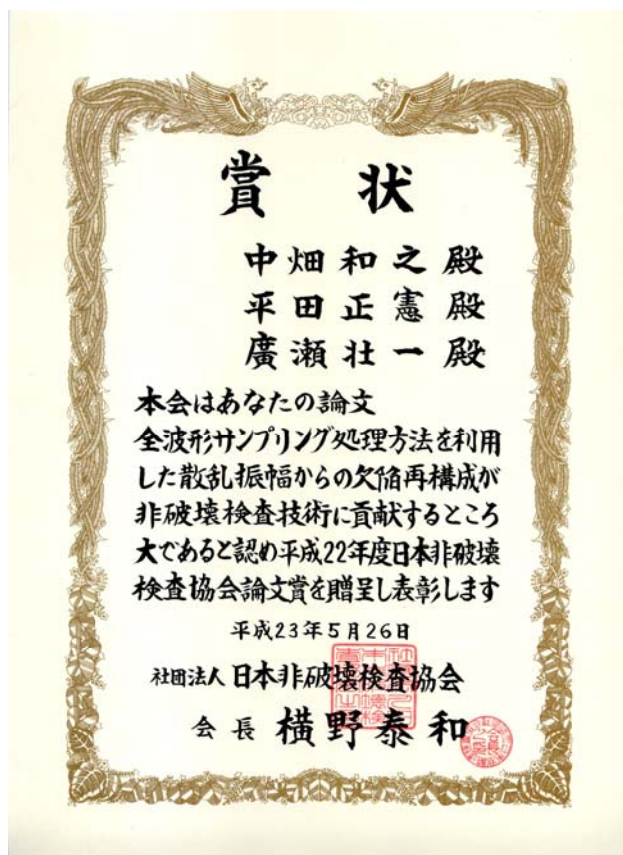 賞状
中畑和之殿
平田正憲殿
廣瀬壮一殿
本会はあなたの論文
全波形サンプリング処理方法を利用
した散乱振幅からの欠陥再構成が
非破壊検査技術に貢献するところ
大であると認め平成22年度日本非破壊
検査協会論文賞を贈呈し表彰します
平成23年5月26日
社団法人日本非破壊検査協会
会長 横野泰和